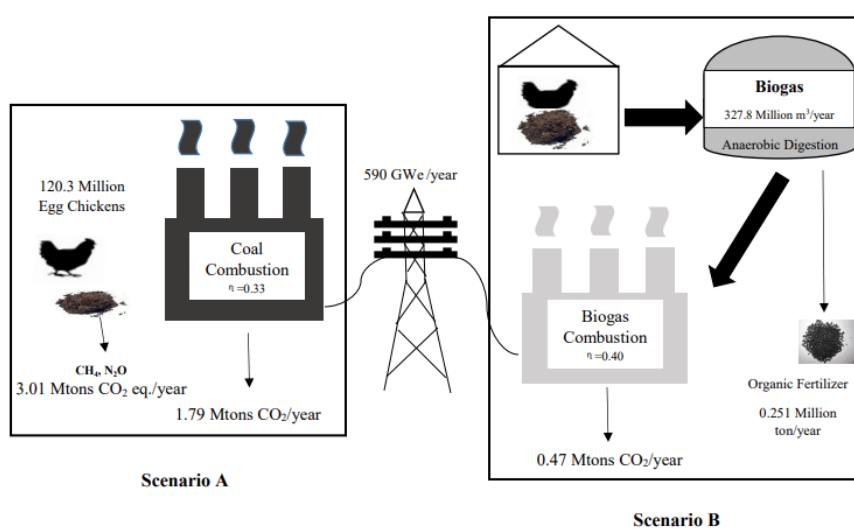 120.3 Million
Egg Chickens
Coal
Combustion
η =0.33
CH₄, N₂O
3.01 Mtons CO₂ eq./year
1.79 Mtons CO₂/year
Scenario A
590 GWe /year
Biogas
327.8 Million m³/year
Anaerobic Digestion
Biogas
Combustion
η =0.40
Organic Fertilizer
0.251 Million
ton/year
0.47 Mtons CO₂/year
Scenario B